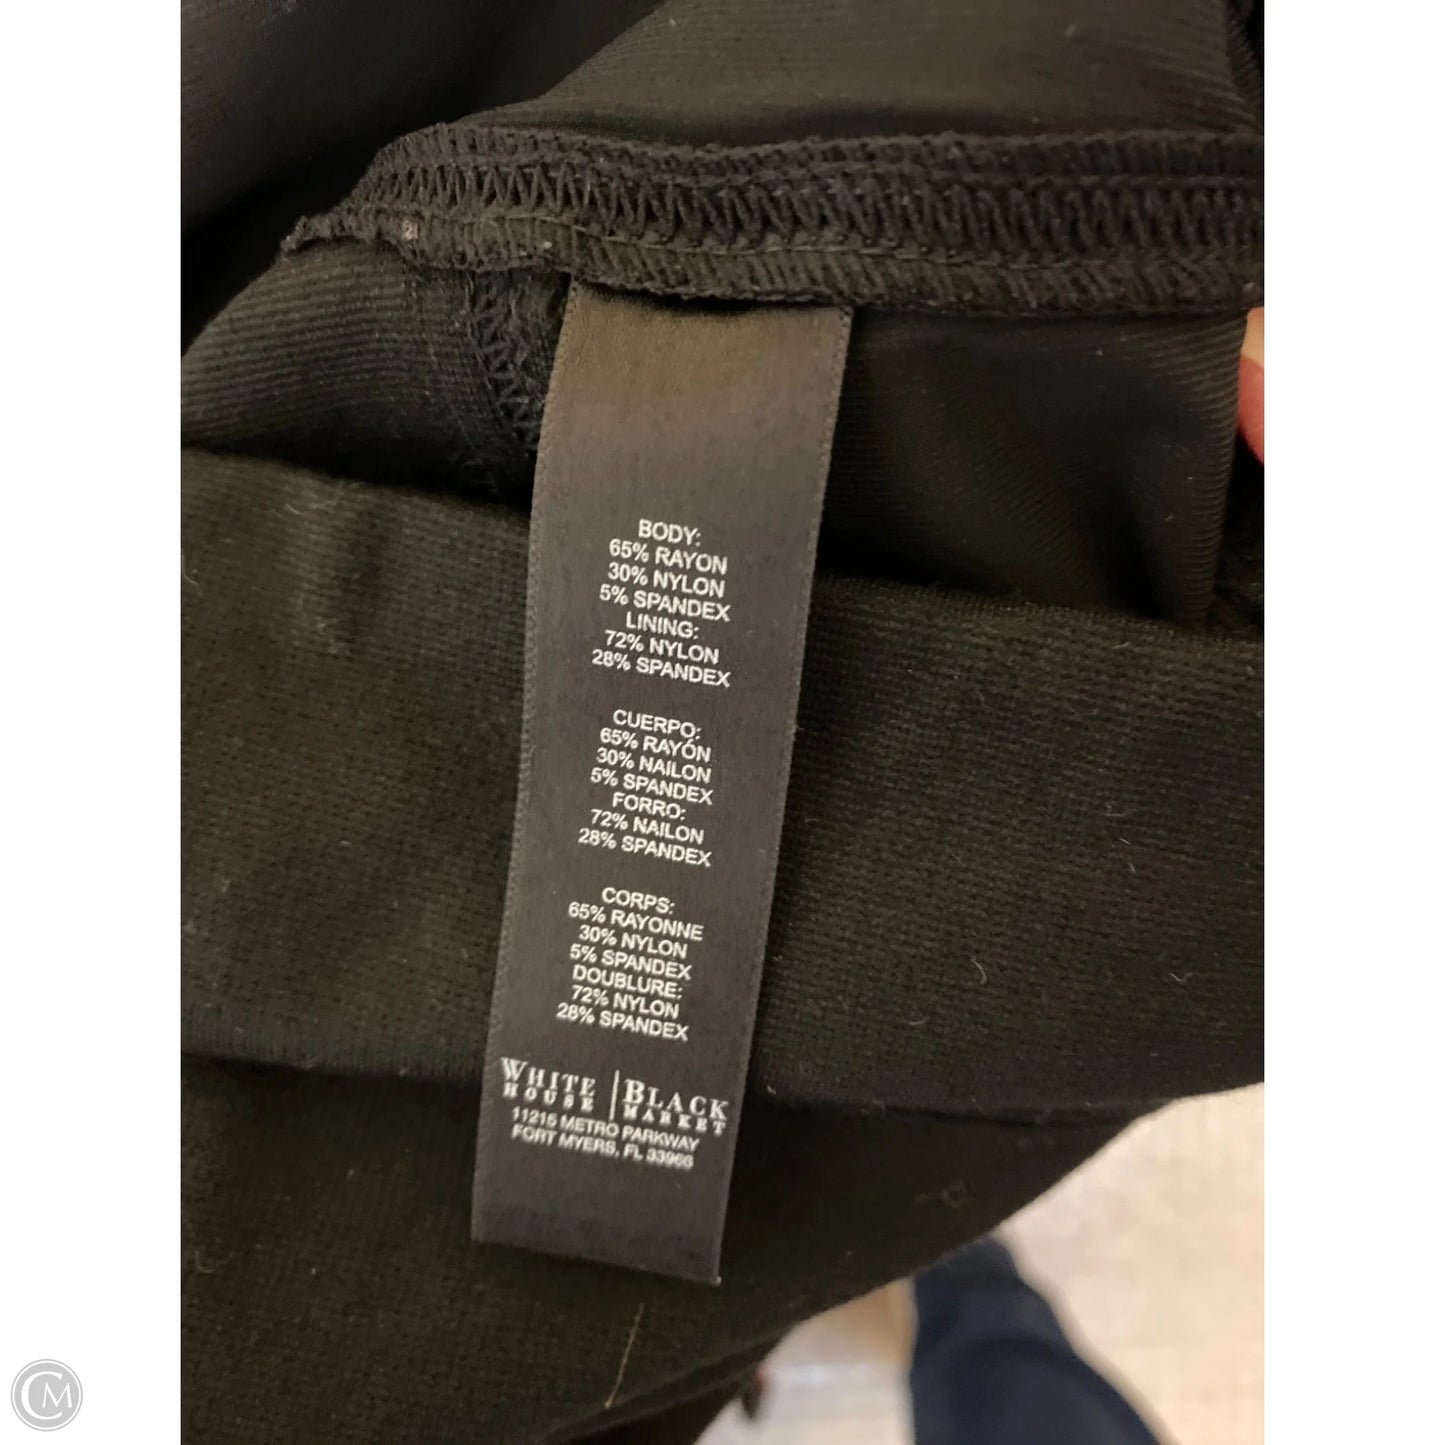 BODY:
65% RAYON
30% NYLON
5% SPANDEX
LINING:
72% NYLON
28% SPANDEX
CUERPO:
65% RAYÓN
30% NAILON
5% SPANDEX
FORRO:
72% NAILON
28% SPANDEX
CORPS:
65% RAYONNE
30% NYLON
5% SPANDEX
DOUBLURE:
72% NYLON
28% SPANDEX
WHITE HOUSE | BLACK MARKET
11215 METRO PARKWAY
FORT MYERS, FL 33966
CM